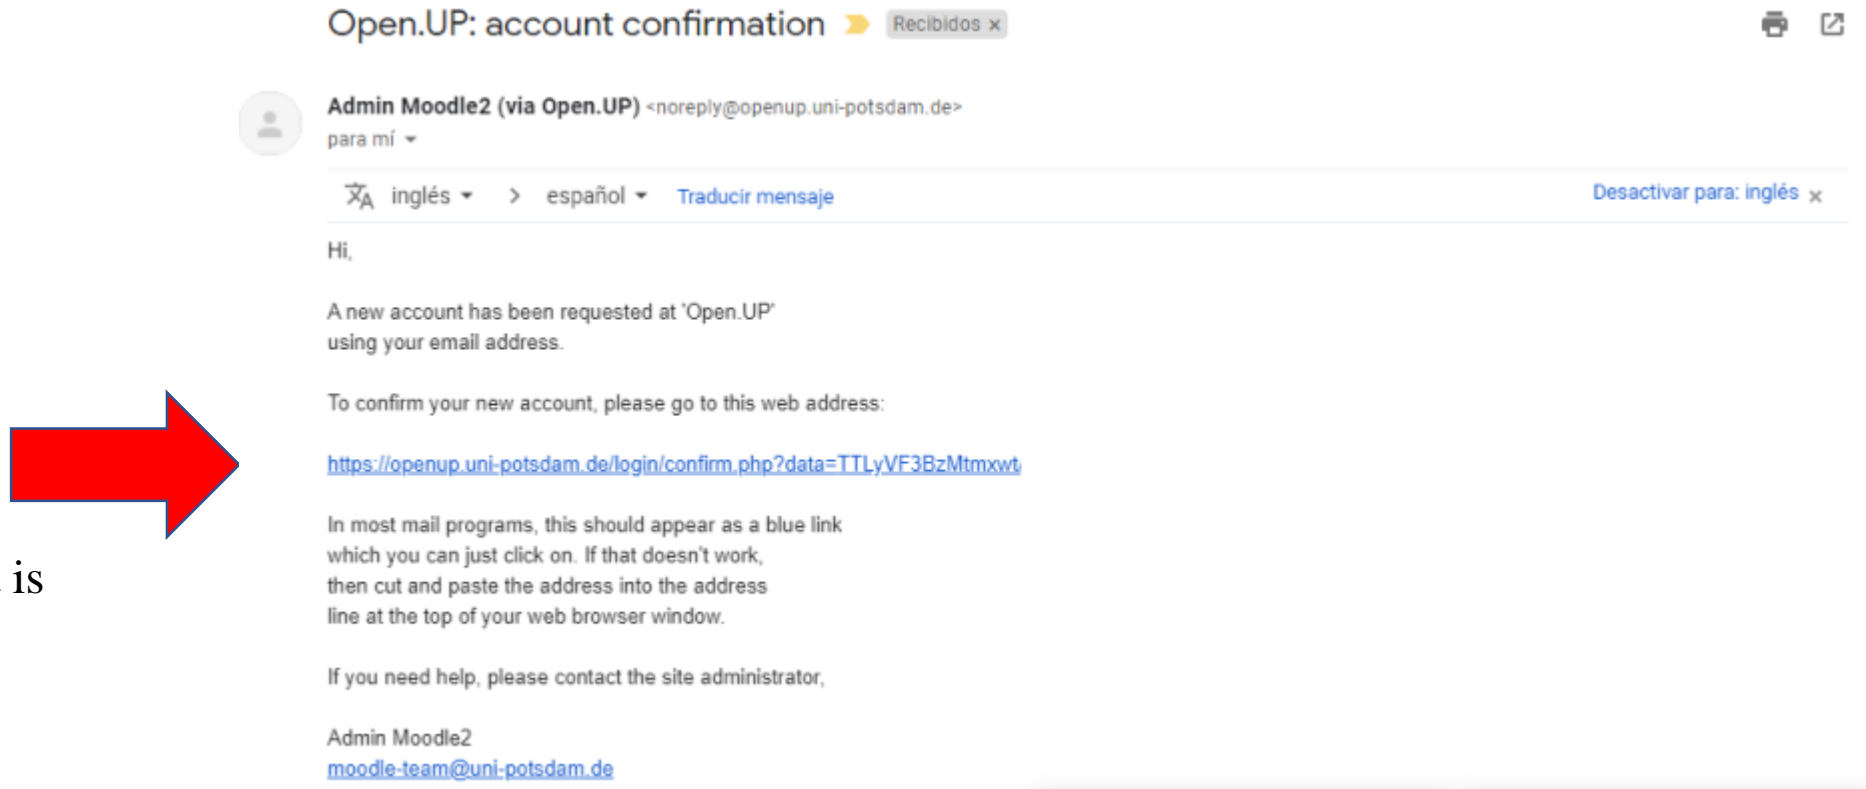 Open.UP: account confirmation Recibidos x
Admin Moodle2 (via Open.UP) <noreply@openup.uni-potsdam.de>
para mí
inglés > español Traducir mensaje Desactivar para: inglés x
Hi,
A new account has been requested at 'Open.UP'
using your email address.
To confirm your new account, please go to this web address:
https://openup.uni-potsdam.de/login/confirm.php?data=TTLyVF3BzMtmxwt
In most mail programs, this should appear as a blue link
which you can just click on. If that doesn't work,
is
then cut and paste the address into the address
line at the top of your web browser window.
If you need help, please contact the site administrator,
Admin Moodle2
moodle-team@uni-potsdam.de